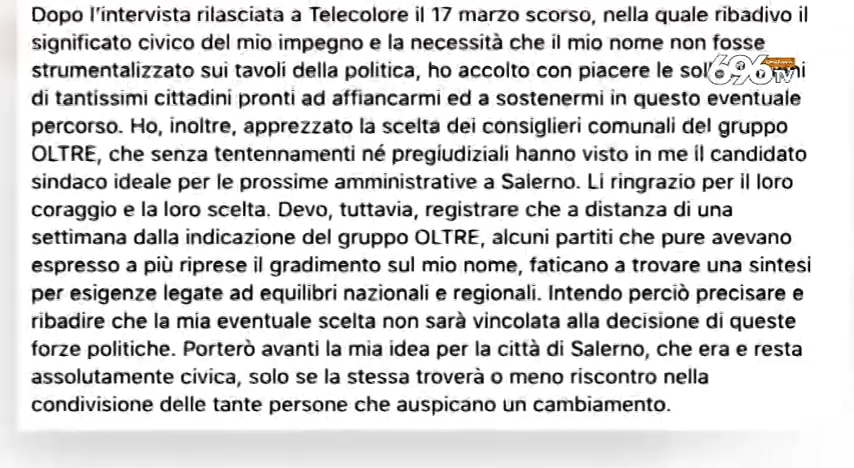 Dopo l'intervista rilasciata a Telecolore il 17 marzo scorso, nella quale ribadivo il
significato civico del mio impegno e la necessità che il mio nome non fosse
strumentalizzato sui tavoli della politica, ho accolto con piacere le
696 TV
di tantissimi cittadini pronti ad affiancarmi ed a sostenermi in questo eventuale
percorso. Ho, inoltre, apprezzato la scelta dei consiglieri comunali del gruppo
OLTRE, che senza tentennamenti né pregiudiziali hanno visto in me il candidato
sindaco ideale per le prossime amministrative a Salerno. Li ringrazio per il loro
coraggio e la loro scelta. Devo, tuttavia, registrare che a distanza di una
settimana dalla indicazione del gruppo OLTRE, alcuni partiti che pure avevano
espresso a più riprese il gradimento sul mio nome, faticano a trovare una sintesi
per esigenze legate ad equilibri nazionali e regionali. Intendo perciò precisare e
ribadire che la mia eventuale scelta non sarà vincolata alla decisione di queste
forze politiche. Porterò avanti la mia idea per la città di Salerno, che era e resta
assolutamente civica, solo se la stessa troverà o meno riscontro nella
condivisione delle tante persone che auspicano un cambiamento.